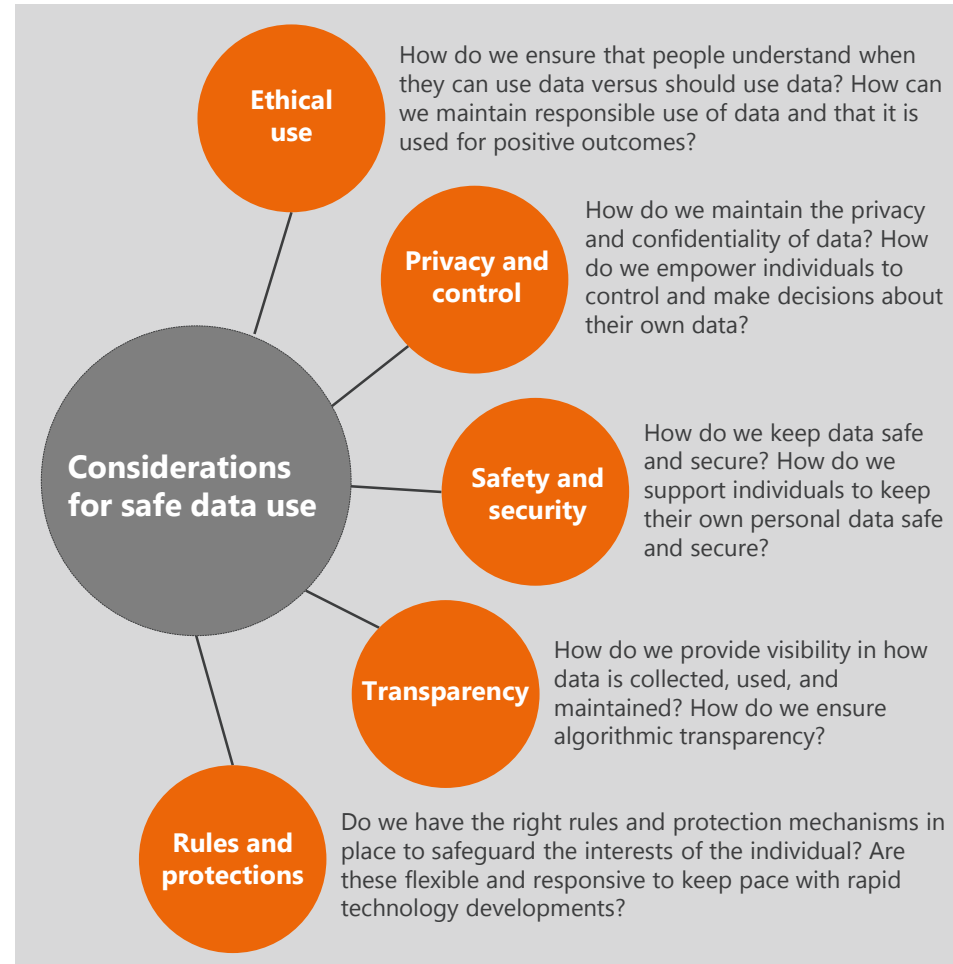 Ethical
use
How do we ensure that people understand when
they can use data versus should use data? How can
we maintain responsible use of data and that it is
used for positive outcomes?
Privacy and
control
How do we maintain the privacy
and confidentiality of data? How
do we empower individuals to
control and make decisions about
their own data?
Considerations
for safe data use
Safety and
security
How do we keep data safe
and secure? How do we
support individuals to keep
their own personal data safe
and secure?
Transparency
How do we provide visibility in how
data is collected, used, and
maintained? How do we ensure
algorithmic transparency?
Rules and
protections
Do we have the right rules and protection mechanisms in
place to safeguard the interests of the individual? Are
these flexible and responsive to keep pace with rapid
technology developments?